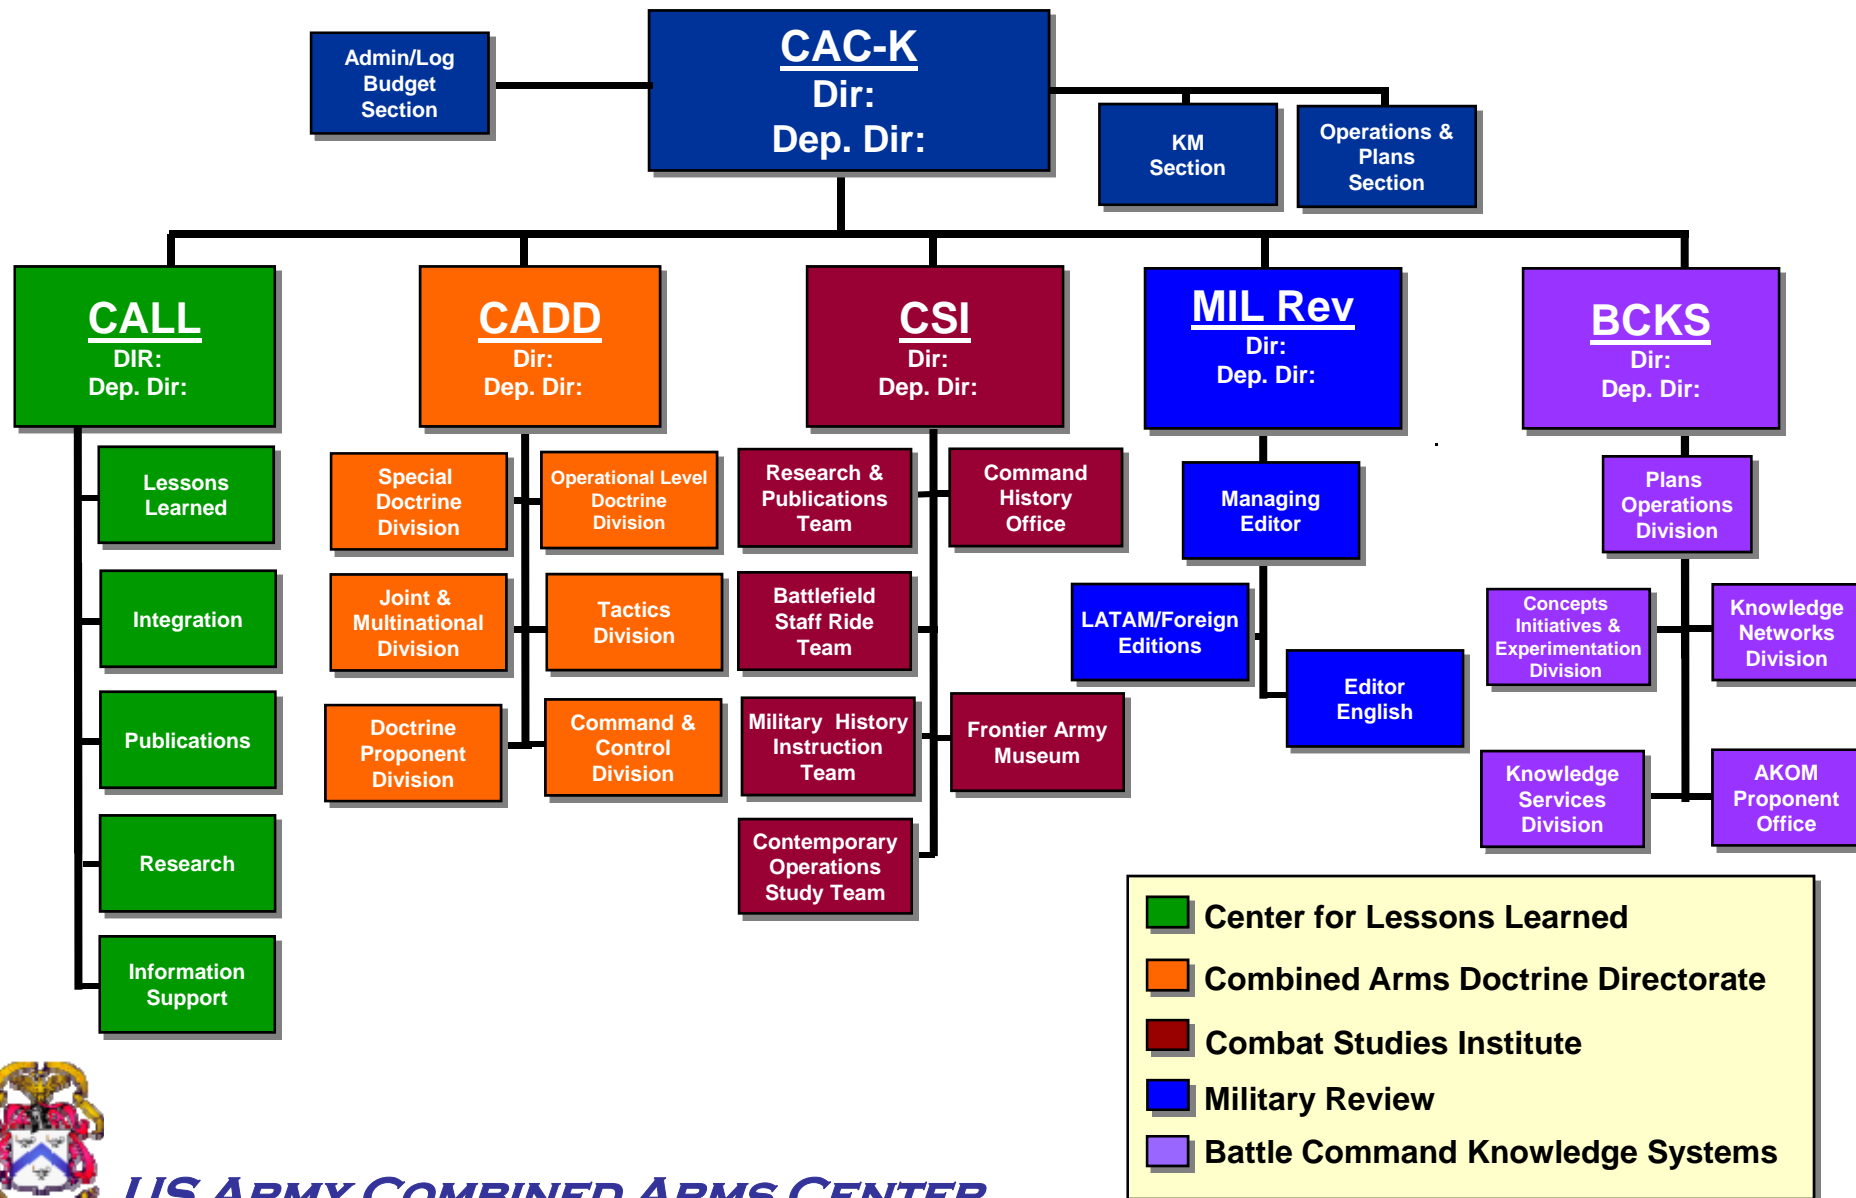 CAC-K
Dir:
Dep. Dir:
Admin/Log
Budget
Section
KM
Section
Operations &
Plans
Section
CALL
DIR:
Dep. Dir:
CADD
Dir:
Dep. Dir:
CSI
Dir:
Dep. Dir:
MIL Rev
Dir:
Dep. Dir:
BCKS
Dir:
Dep. Dir:
Lessons
Learned
Integration
Publications
Research
Information
Support
Special
Doctrine
Division
Operational Level
Doctrine
Division
Joint &
Multinational
Division
Tactics
Division
Doctrine
Proponent
Division
Command &
Control
Division
Research &
Publications
Team
Command
History
Office
Battlefield
Staff Ride
Team
Military History
Instruction
Team
Frontier Army
Museum
Contemporary
Operations
Study Team
Managing
Editor
LATAM/Foreign
Editions
Editor
English
Plans
Operations
Division
Concepts
Initiatives &
Experimentation
Division
Knowledge
Networks
Division
Knowledge
Services
Division
AKOM
Proponent
Office
Center for Lessons Learned
Combined Arms Doctrine Directorate
Combat Studies Institute
Military Review
Battle Command Knowledge Systems
US ARMY COMBINED ARMS CENTER